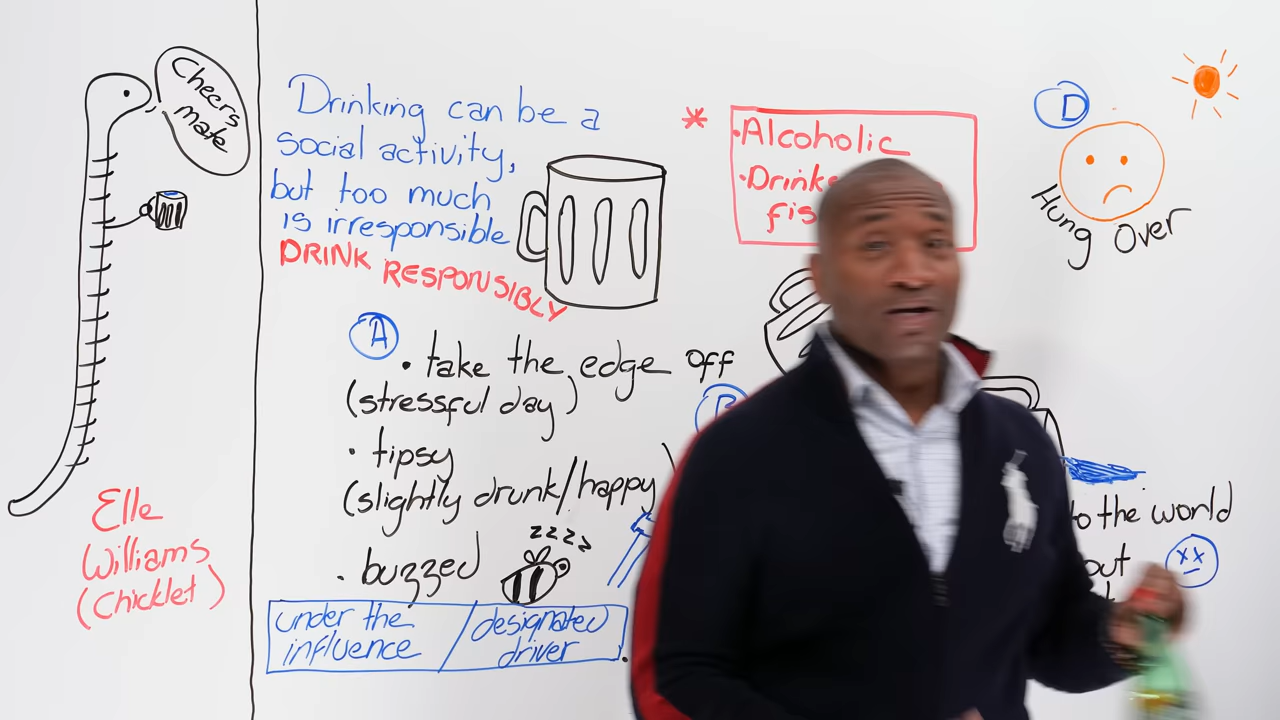 Cheers
mate
Elle
Williams
(Chicklet)
Drinking can be a
social activity,
but too much
is irresponsible
DRINK RESPONSIBLY
A
• take the edge off
(stressful day)
• tipsy
(slightly drunk/happy
• buzzed
zzzz
under the
influence / designated
driver
*
• Alcoholic
• Drinks
D
Hung Over
to the world
out
xx